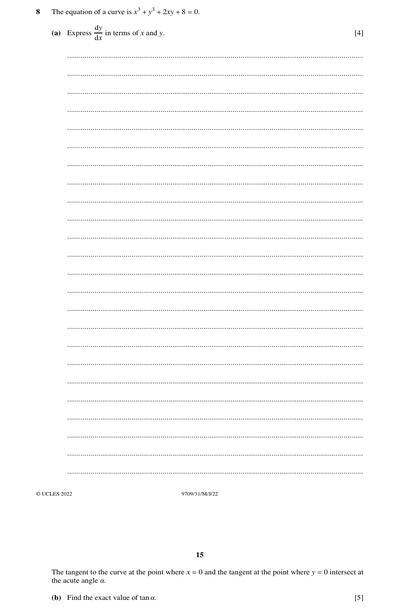 8 The equation of a curve is x³ + y³ + 2xy + 8 = 0.
(a) Express dy/dx in terms of x and y. [4]
© UCLES 2022 9709/31/M/J/22
15
The tangent to the curve at the point where x = 0 and the tangent at the point where y = 0 intersect at
the acute angle α.
(b) Find the exact value of tan α. [5]